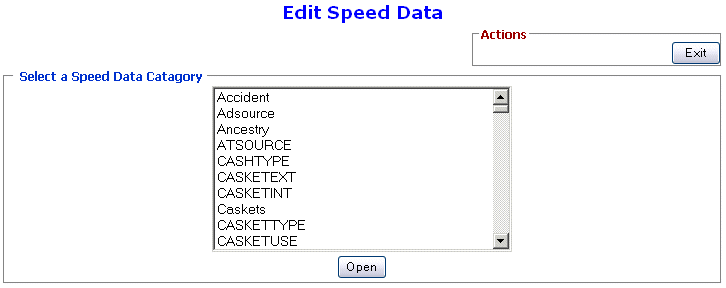 Edit Speed Data
Actions
Exit
Select a Speed Data Catagory
Accident
Adsource
Ancestry
ATSOURCE
CASHTYPE
CASKETEXT
CASKETINT
Caskets
CASKETTYPE
CASKETUSE
Open